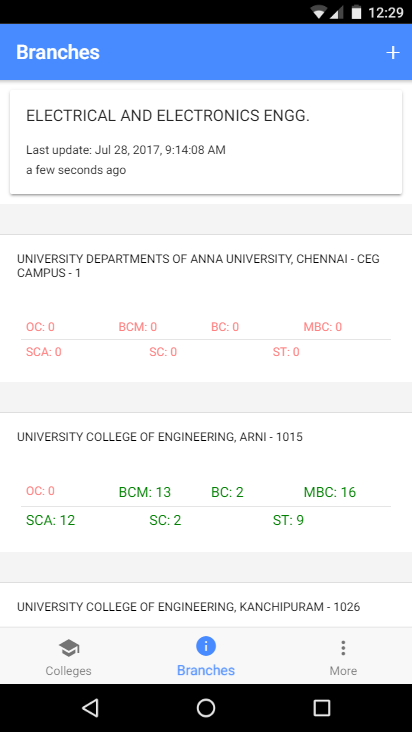 12:29
Branches
ELECTRICAL AND ELECTRONICS ENGG.
Last update: Jul 28, 2017, 9:14:08 AM
a few seconds ago
UNIVERSITY DEPARTMENTS OF ANNA UNIVERSITY, CHENNAI - CEG
CAMPUS - 1
OC: 0 BCM: 0 BC: 0 MBC: 0
SCA: 0 SC: 0 ST: 0
UNIVERSITY COLLEGE OF ENGINEERING, ARNI - 1015
OC: 0 BCM: 13 BC: 2 MBC: 16
SCA: 12 SC: 2 ST: 9
UNIVERSITY COLLEGE OF ENGINEERING, KANCHIPURAM - 1026
Colleges Branches More